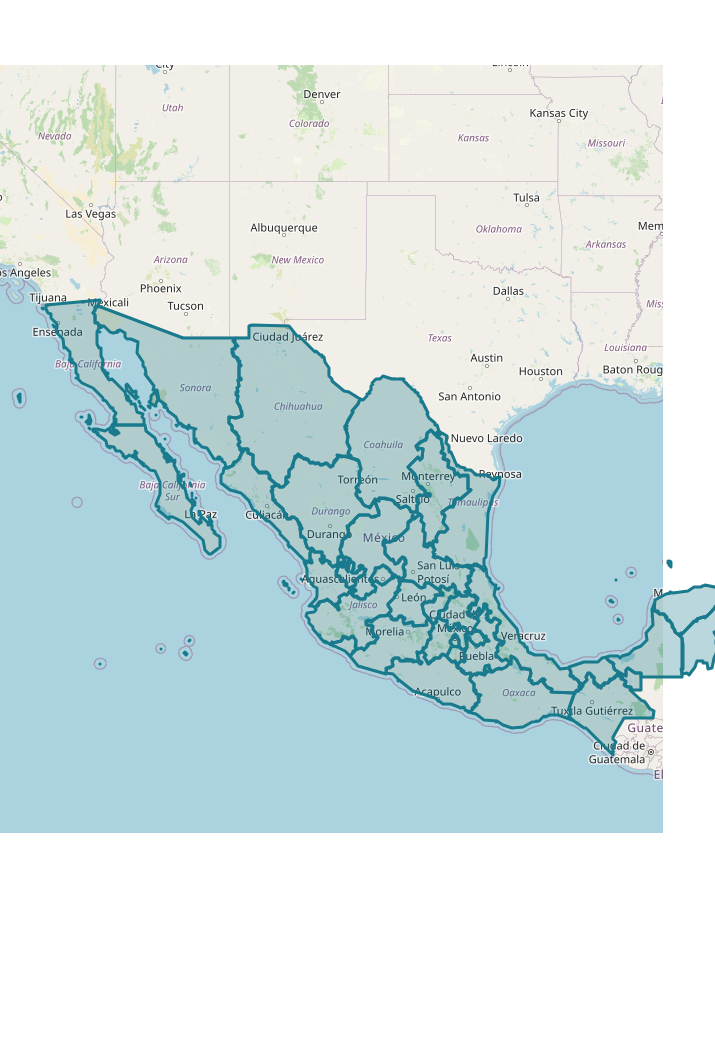 City
Lincoln
Denver
Utah
Colorado
Kansas City
Nevada
Kansas
Missouri
Las Vegas
Tulsa
Albuquerque
Oklahoma
Mem
Arkansas
Arizona
New Mexico
os Angeles
Phoenix
Dallas
Tijuana
Mexicali
Tucson
Miss
Ensenada
Ciudad Juárez
Texas
Louisiana
Austin
Baja California
Houston
Baton Roug
Sonora
San Antonio
Chihuahua
Coahuila
Nuevo Laredo
Reynosa
Torreón
Monterrey
Baja California
Sur
Saltillo
Tamaulipas
La Paz
Culiacán
Durango
Durango
México
San Luis
Potosí
Aguascalientes
M
León
Jalisco
Ciudad de
México
Morelia
Veracruz
Puebla
Acapulco
Oaxaca
Tuxtla Gutiérrez
Guate
Ciudad de
Guatemala
El